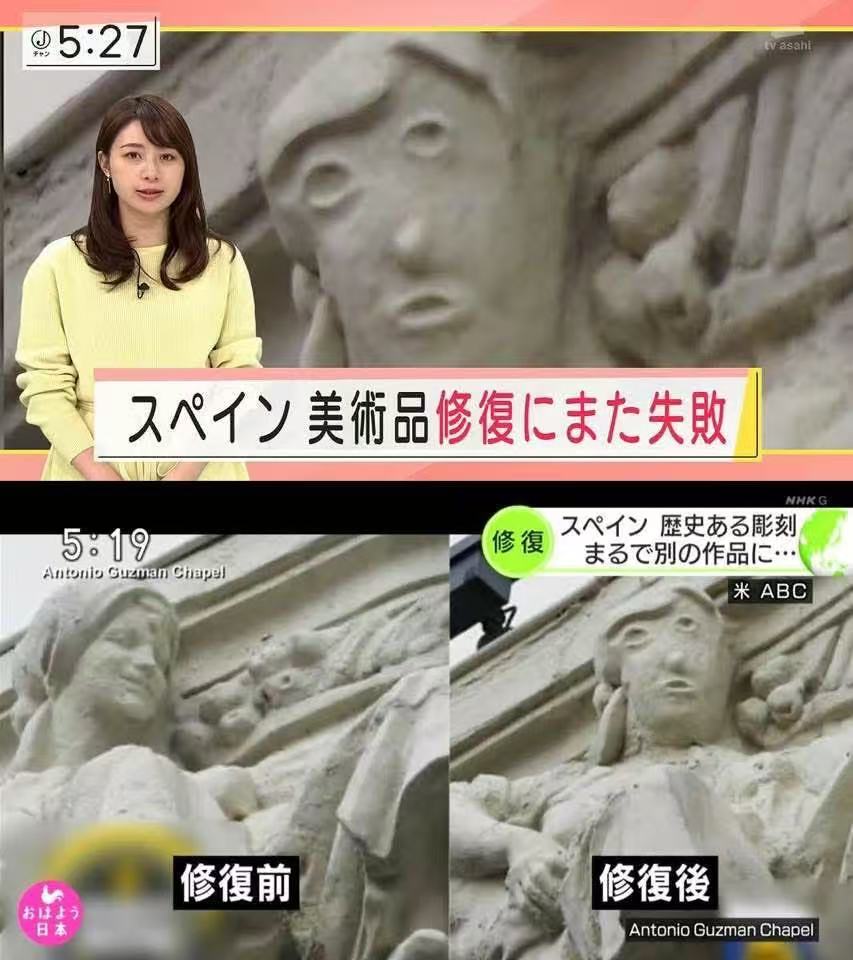 J
チャン
5:27
tv asahi
スペイン 美術品修復にまた失敗
NHK G
5:19
Antonio Guzman Chapel
修復
スペイン 歴史ある彫刻
まるで別の作品に…
米 ABC
修復前
修復後
おはよう
日本
Antonio Guzman Chapel